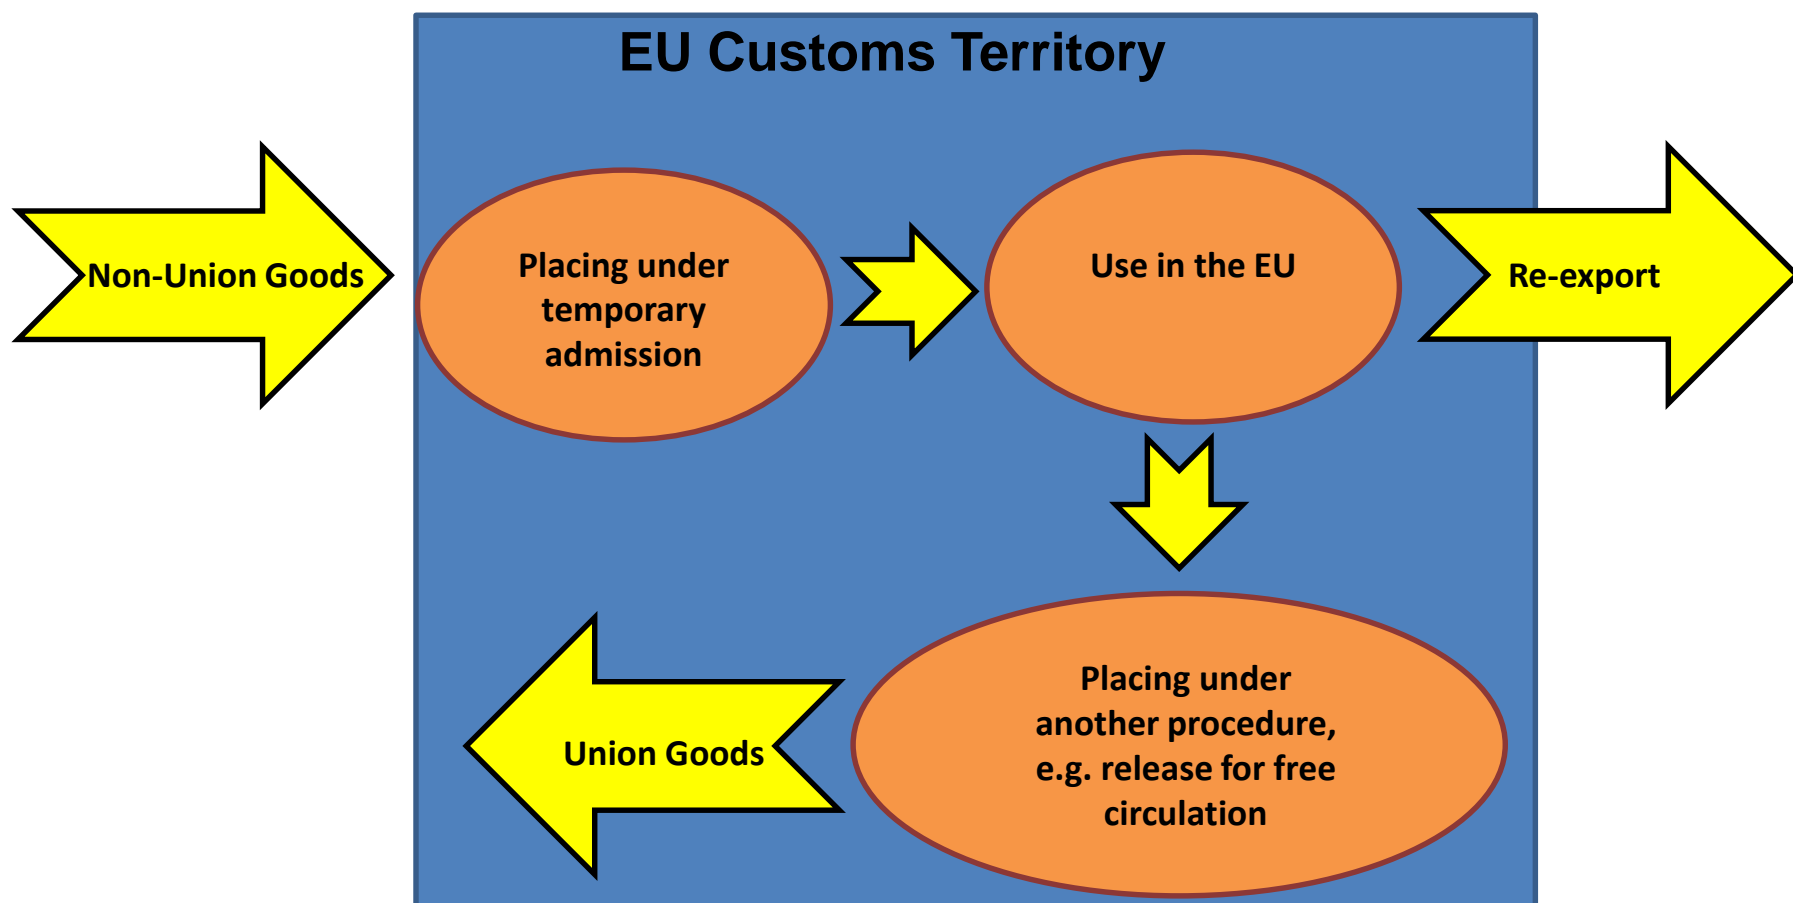 EU Customs Territory
Non-Union Goods
Placing under
temporary
admission
Use in the EU
Re-export
Placing under
another procedure,
e.g. release for free
circulation
Union Goods